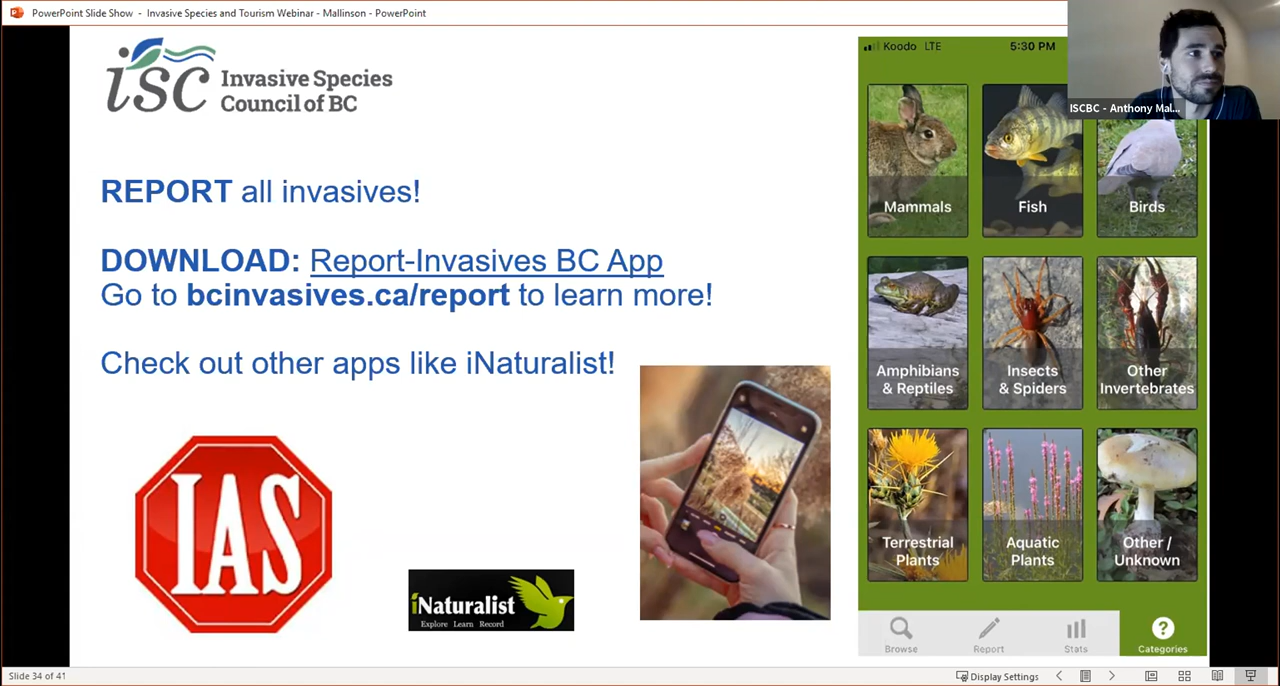 PowerPoint Slide Show - Invasive Species and Tourism Webinar - Mallinson - PowerPoint
isc Invasive Species
Council of BC
REPORT all invasives!
DOWNLOAD: Report-Invasives BC App
Go to bcinvasives.ca/report to learn more!
Check out other apps like iNaturalist!
IAS
iNaturalist
Explore Learn Record
Koodo LTE 5:30 PM
ISCBC - Anthony Mal...
Mammals
Fish
Birds
Amphibians
& Reptiles
Insects
& Spiders
Other
Invertebrates
Terrestrial
Plants
Aquatic
Plants
Other /
Unknown
Browse
Report
Stats
?
Categories
Slide 34 of 41
Display Settings